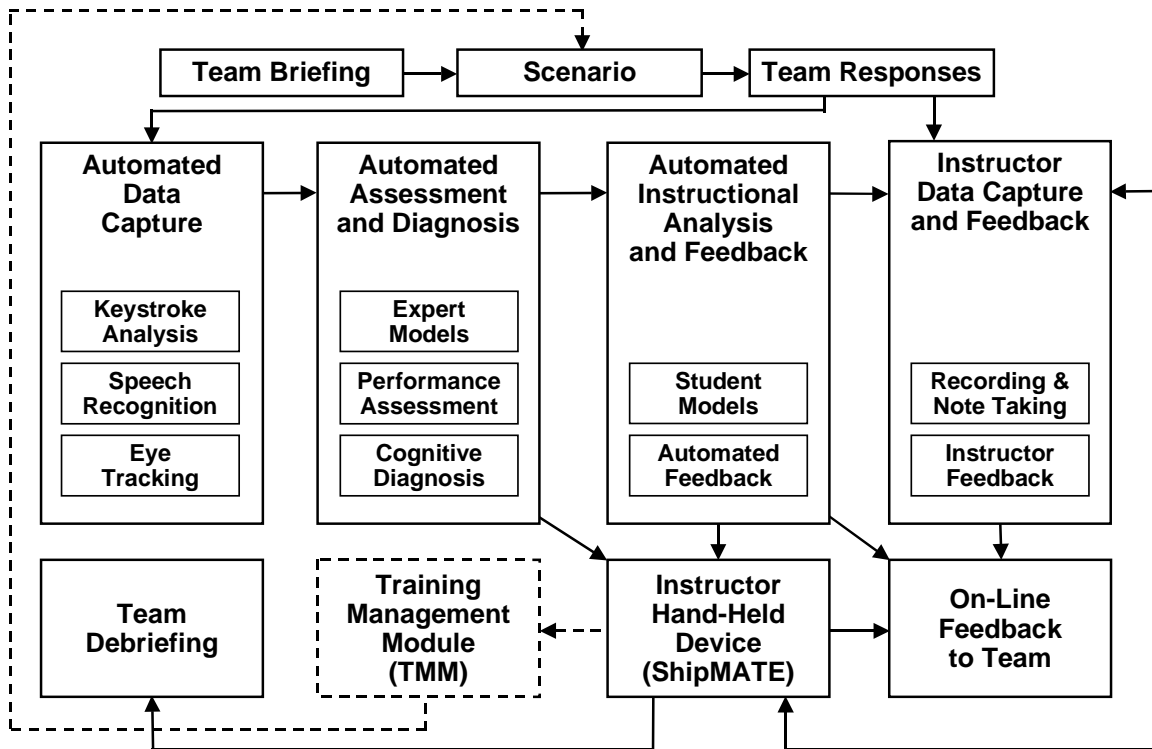 Team Briefing
Scenario
Team Responses
Automated
Data
Capture
Keystroke
Analysis
Speech
Recognition
Eye
Tracking
Automated
Assessment
and Diagnosis
Expert
Models
Performance
Assessment
Cognitive
Diagnosis
Automated
Instructional
Analysis
and Feedback
Student
Models
Automated
Feedback
Instructor
Data Capture
and Feedback
Recording &
Note Taking
Instructor
Feedback
Team
Debriefing
Training
Management
Module
(TMM)
Instructor
Hand-Held
Device
(ShipMATE)
On-Line
Feedback
to Team